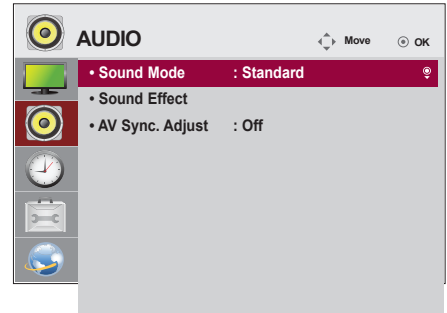 AUDIO
Move
OK
• Sound Mode : Standard
• Sound Effect
• AV Sync. Adjust : Off